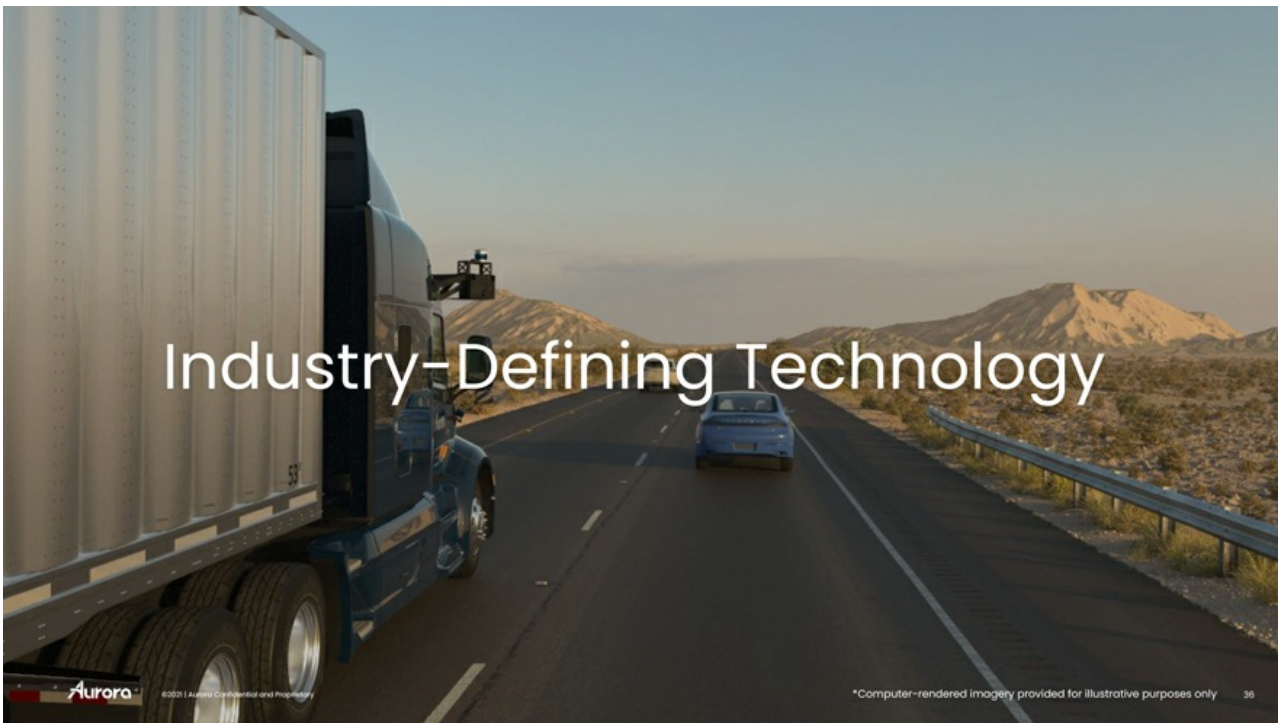 53'
Industry-Defining Technology
Aurora
©2021 | Aurora Confidential and Proprietary
*Computer-rendered imagery provided for illustrative purposes only
36